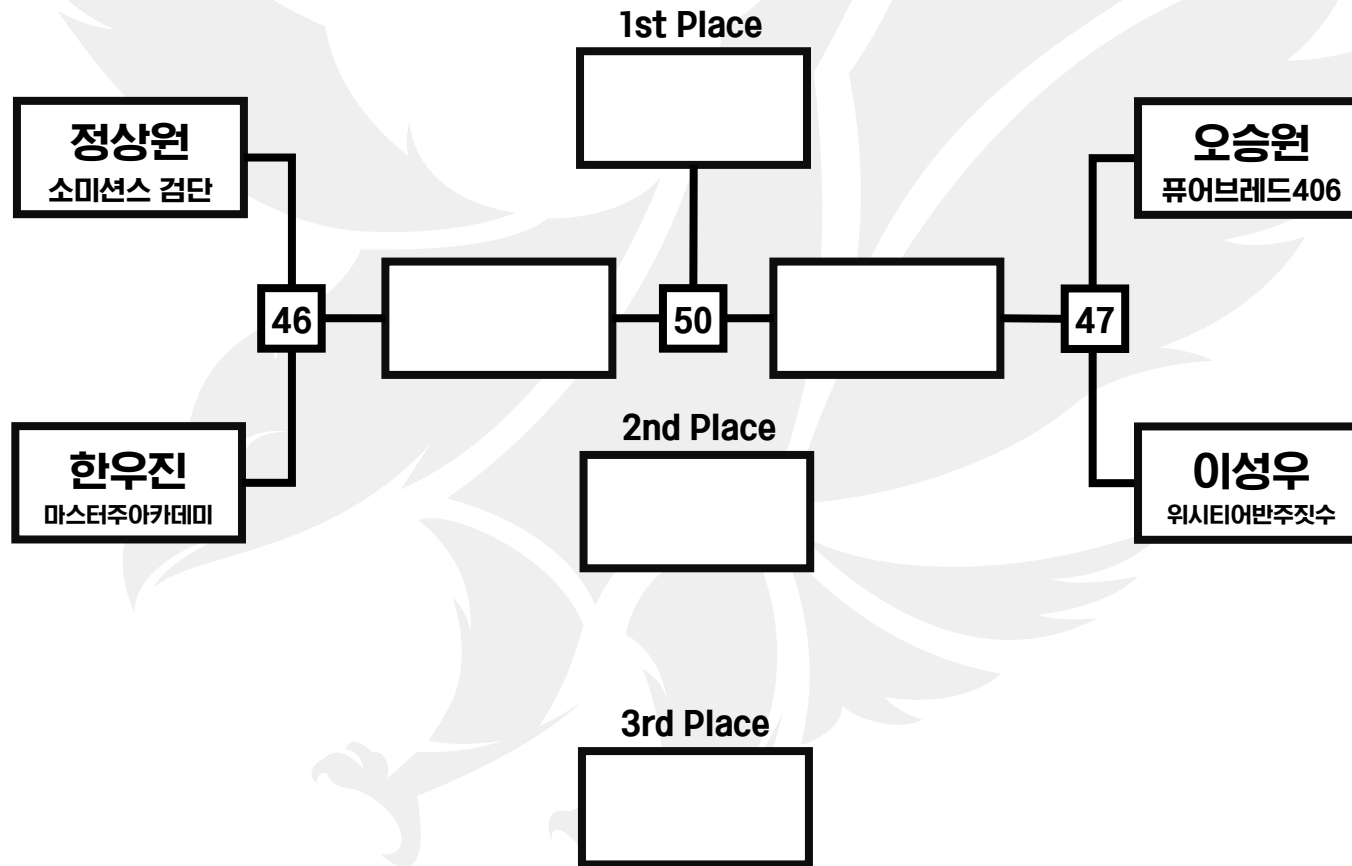 1st Place
정상원
소미션스 검단
오승원
퓨어브레드406
46
50
47
2nd Place
한우진
마스터주아카데미
이성우
위시티어반주짓수
3rd Place